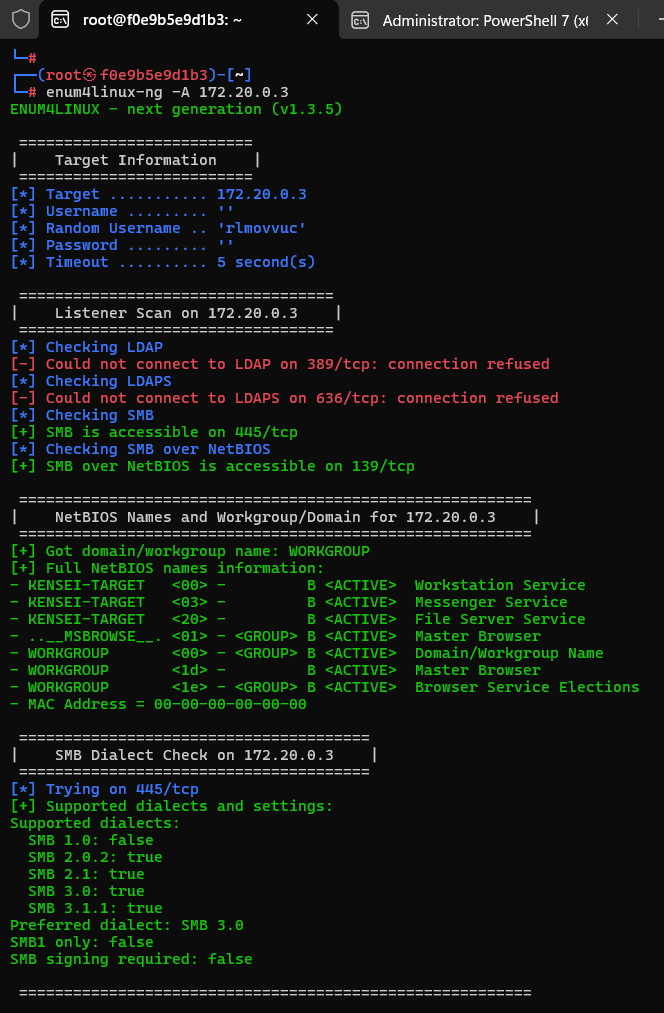 root@f0e9b5e9d1b3: ~
Administrator: PowerShell 7 (x6
└─#
┌──(root㉿f0e9b5e9d1b3)-[~]
└─# enum4linux-ng -A 172.20.0.3
ENUM4LINUX - next generation (v1.3.5)
==========================
|    Target Information    |
==========================
[*] Target ........... 172.20.0.3
[*] Username ......... ''
[*] Random Username .. 'rlmovvuc'
[*] Password ......... ''
[*] Timeout .......... 5 second(s)
===================================
|    Listener Scan on 172.20.0.3    |
===================================
[*] Checking LDAP
[-] Could not connect to LDAP on 389/tcp: connection refused
[*] Checking LDAPS
[-] Could not connect to LDAPS on 636/tcp: connection refused
[*] Checking SMB
[+] SMB is accessible on 445/tcp
[*] Checking SMB over NetBIOS
[+] SMB over NetBIOS is accessible on 139/tcp
=========================================================
|    NetBIOS Names and Workgroup/Domain for 172.20.0.3    |
=========================================================
[+] Got domain/workgroup name: WORKGROUP
[+] Full NetBIOS names information:
- KENSEI-TARGET   <00> -         B <ACTIVE>  Workstation Service
- KENSEI-TARGET   <03> -         B <ACTIVE>  Messenger Service
- KENSEI-TARGET   <20> -         B <ACTIVE>  File Server Service
- ..__MSBROWSE__. <01> - <GROUP> B <ACTIVE>  Master Browser
- WORKGROUP       <00> - <GROUP> B <ACTIVE>  Domain/Workgroup Name
- WORKGROUP       <1d> -         B <ACTIVE>  Master Browser
- WORKGROUP       <1e> - <GROUP> B <ACTIVE>  Browser Service Elections
- MAC Address = 00-00-00-00-00-00
=======================================
|    SMB Dialect Check on 172.20.0.3    |
=======================================
[*] Trying on 445/tcp
[+] Supported dialects and settings:
Supported dialects:
  SMB 1.0: false
  SMB 2.0.2: true
  SMB 2.1: true
  SMB 3.0: true
  SMB 3.1.1: true
Preferred dialect: SMB 3.0
SMB1 only: false
SMB signing required: false
=========================================================